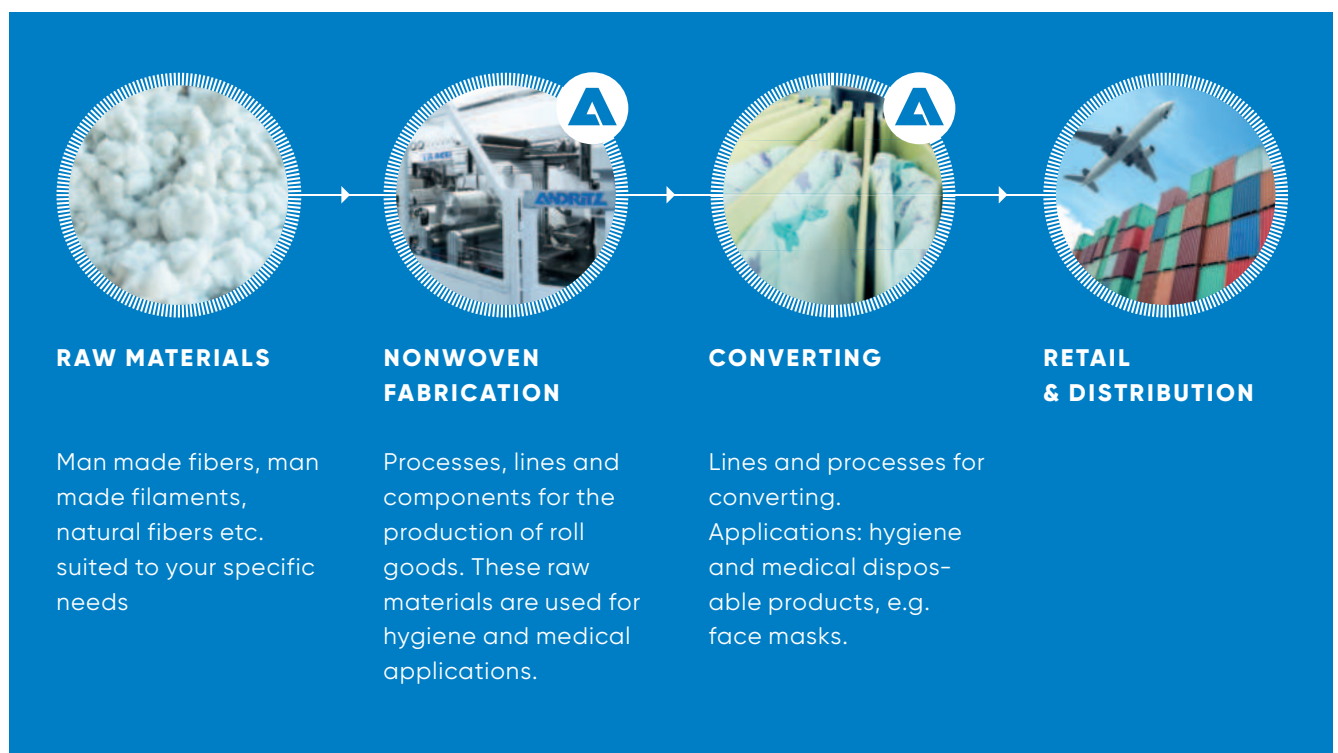 ANDRITZ
RAW MATERIALS
Man made fibers, man
made filaments,
natural fibers etc.
suited to your specific
needs
NONWOVEN
FABRICATION
Processes, lines and
components for the
production of roll
goods. These raw
materials are used for
hygiene and medical
applications.
CONVERTING
Lines and processes for
converting.
Applications: hygiene
and medical dispos-
able products, e.g.
face masks.
RETAIL
& DISTRIBUTION